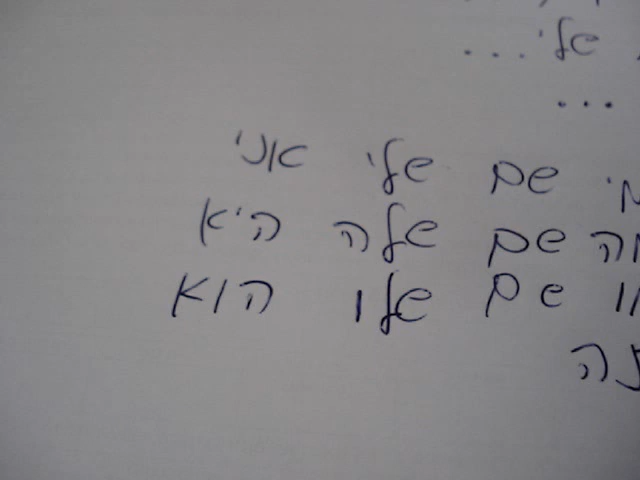 שלי...
...
שם שלי אני
שם שלה היא
שם שלו הוא